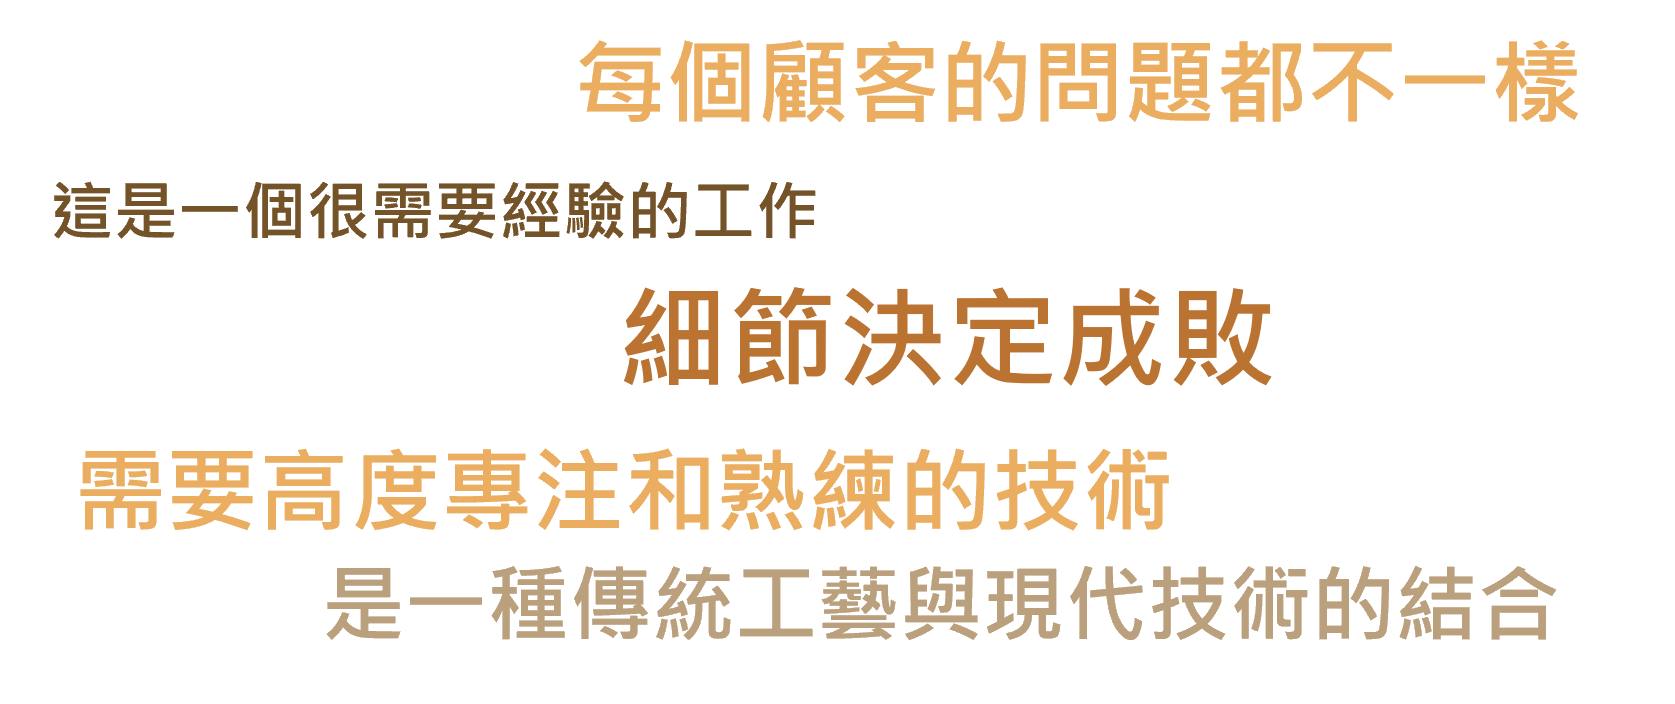 每個顧客的問題都不一樣
這是一個很需要經驗的工作
細節決定成敗
需要高度專注和熟練的技術
是一種傳統工藝與現代技術的結合